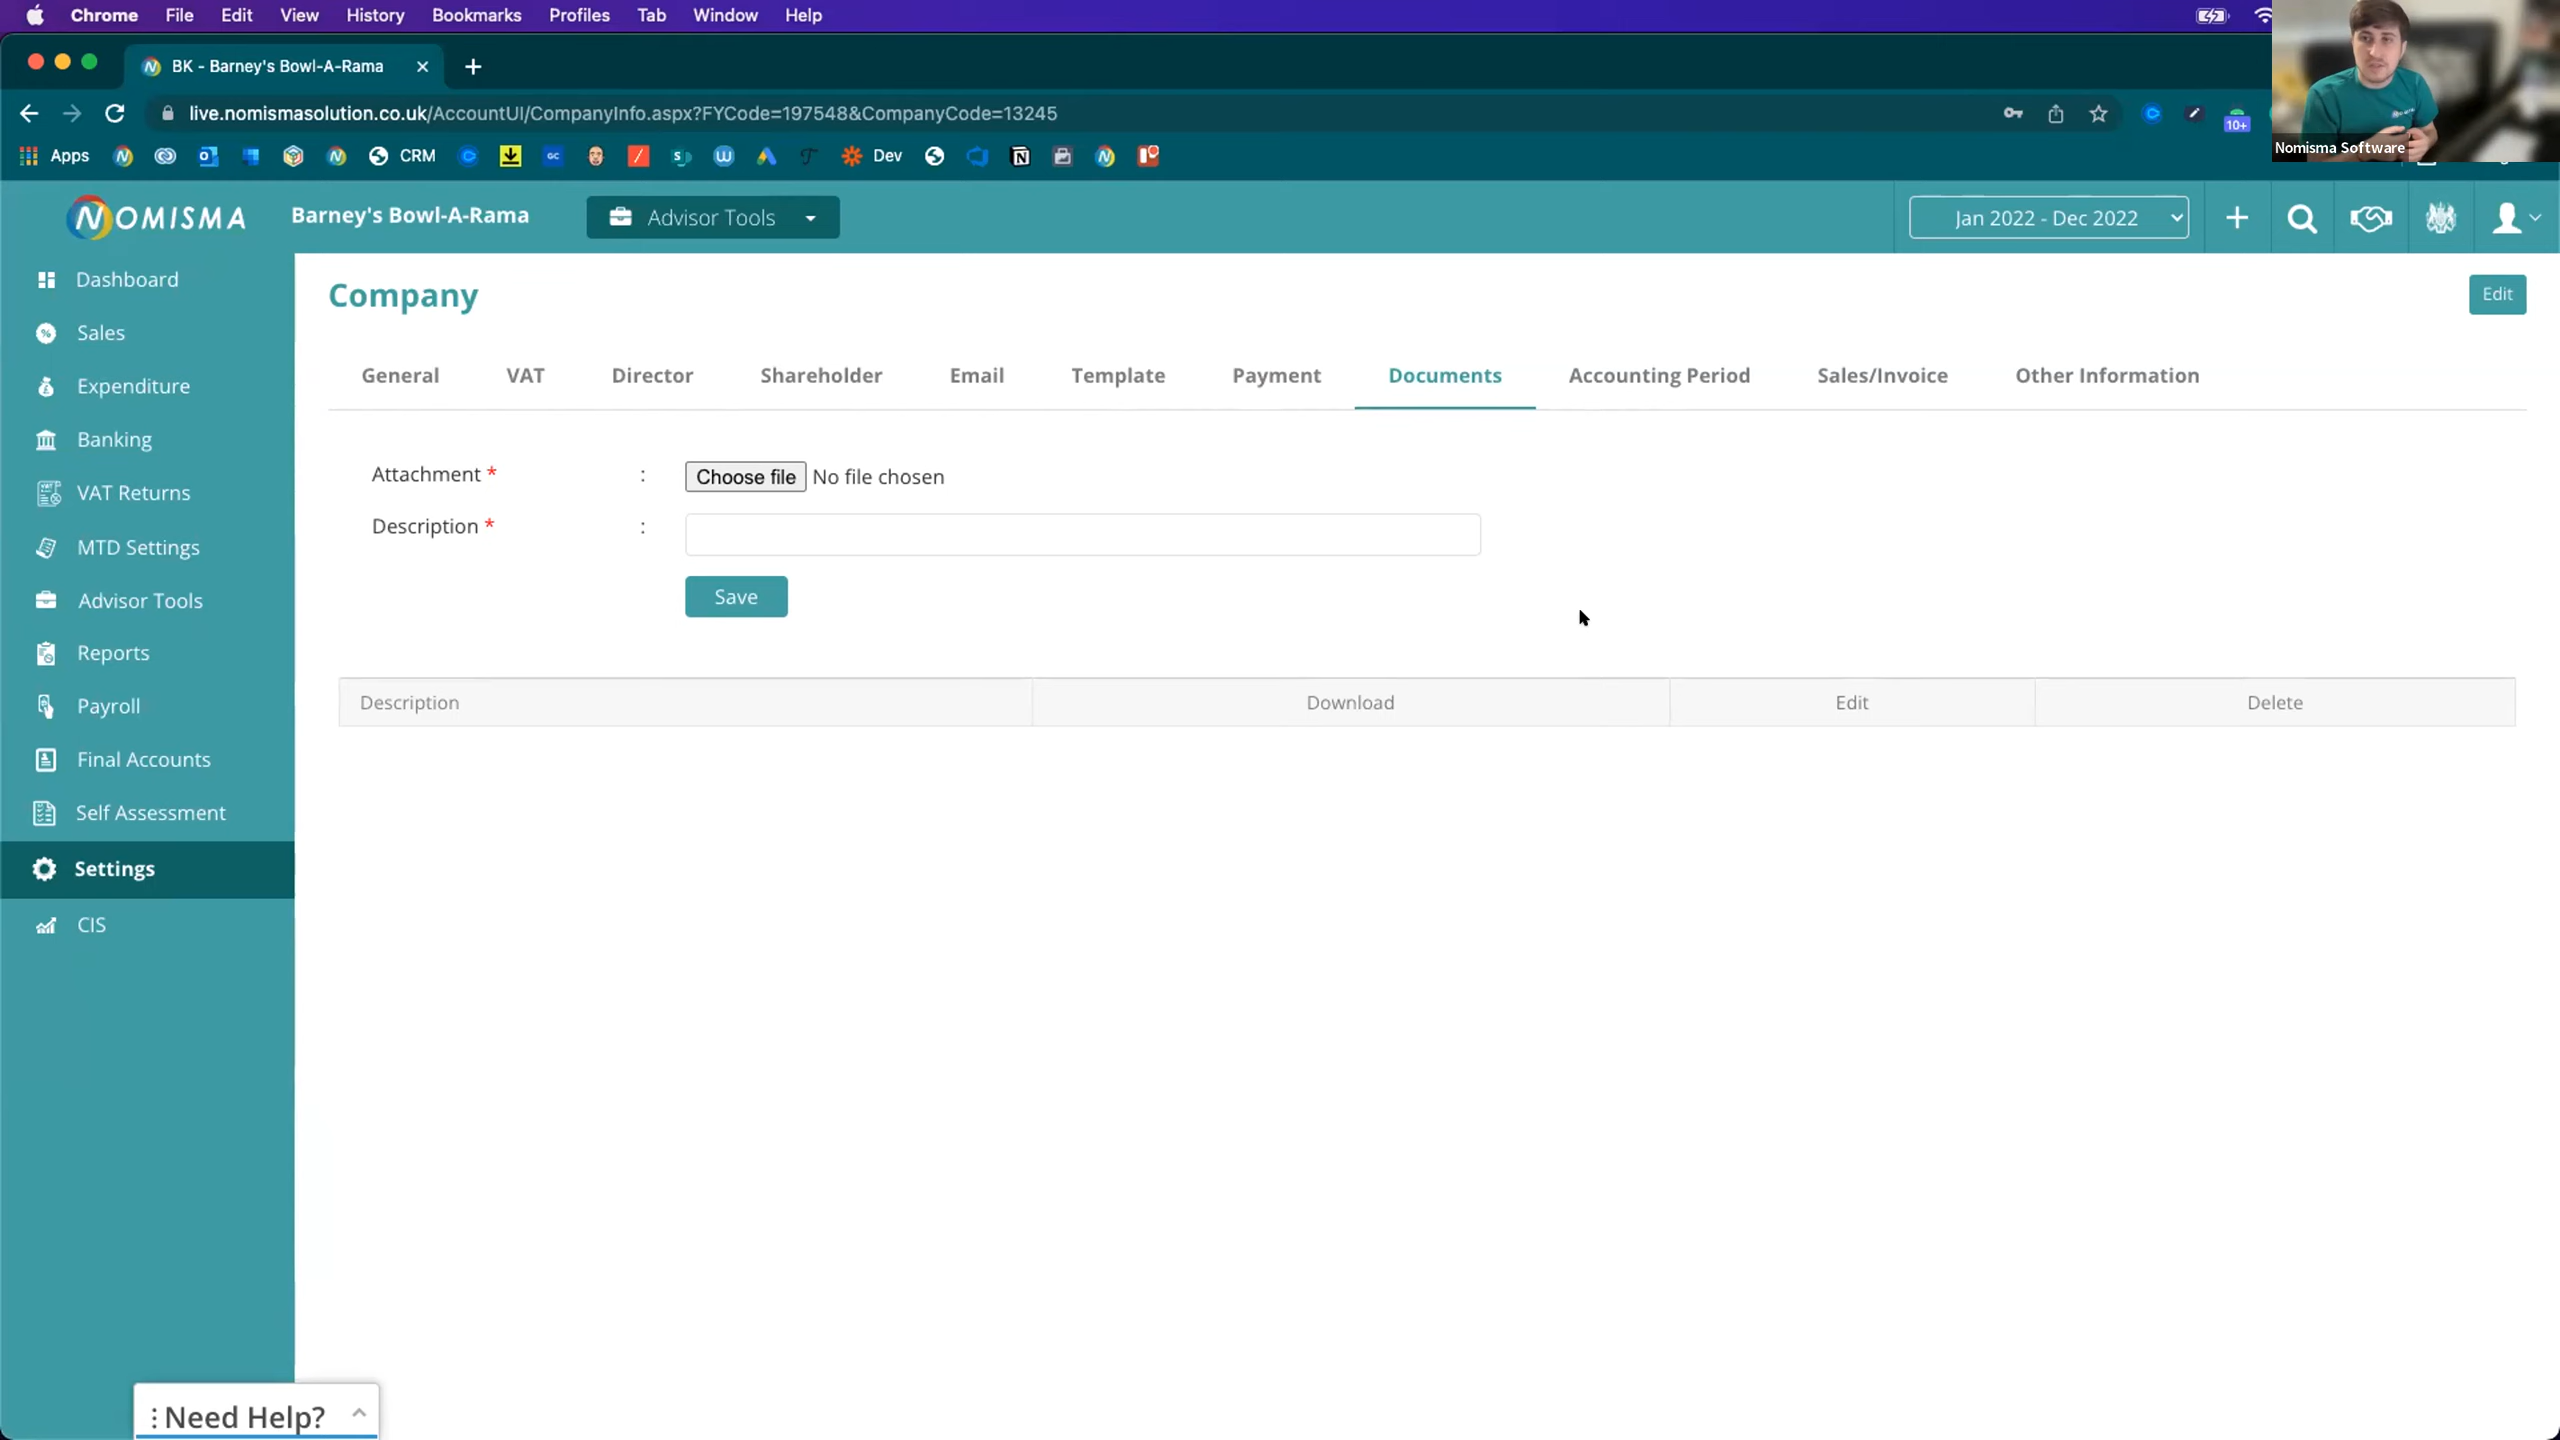 Chrome File Edit View History Bookmarks Profiles Tab Window Help
BK - Barney's Bowl-A-Rama
live.nomismasolution.co.uk/AccountUI/CompanyInfo.aspx?FYCode=197548&CompanyCode=13245
10+
Apps CRM GC Dev
Nomisma Software
NOMISMA Barney's Bowl-A-Rama Advisor Tools Jan 2022 - Dec 2022
Dashboard
Sales
Expenditure
Banking
VAT Returns
MTD Settings
Advisor Tools
Reports
Payroll
Final Accounts
Self Assessment
Settings
CIS
Company Edit
General VAT Director Shareholder Email Template Payment Documents Accounting Period Sales/Invoice Other Information
Attachment * : Choose file No file chosen
Description * :
Save
Description Download Edit Delete
Need Help?